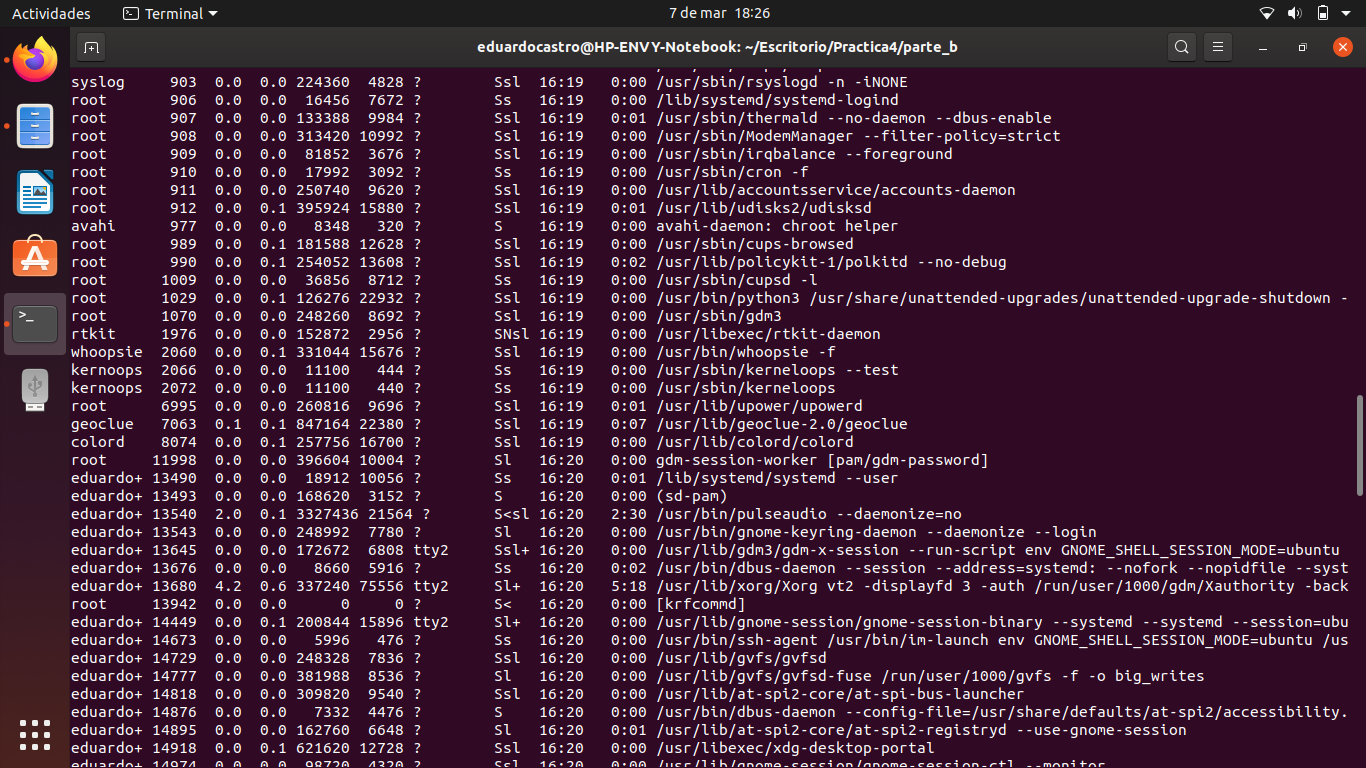 Actividades
Terminal
7 de mar 18:26
eduardocastro@HP-ENVY-Notebook: ~/Escritorio/Practica4/parte_b
syslog 903 0.0 0.0 224360 4828 ? Ssl 16:19 0:00 /usr/sbin/rsyslogd -n -iNONE
root 906 0.0 0.0 16456 7672 ? Ss 16:19 0:00 /lib/systemd/systemd-logind
root 907 0.0 0.0 133388 9984 ? Ssl 16:19 0:01 /usr/sbin/thermald --no-daemon --dbus-enable
root 908 0.0 0.0 313420 10992 ? Ssl 16:19 0:00 /usr/sbin/ModemManager --filter-policy=strict
root 909 0.0 0.0 81852 3676 ? Ssl 16:19 0:00 /usr/sbin/irqbalance --foreground
root 910 0.0 0.0 17992 3092 ? Ss 16:19 0:00 /usr/sbin/cron -f
root 911 0.0 0.0 250740 9620 ? Ssl 16:19 0:00 /usr/lib/accountsservice/accounts-daemon
root 912 0.0 0.1 395924 15880 ? Ssl 16:19 0:01 /usr/lib/udisks2/udisksd
avahi 977 0.0 0.0 8348 320 ? S 16:19 0:00 avahi-daemon: chroot helper
root 989 0.0 0.1 181588 12628 ? Ssl 16:19 0:00 /usr/sbin/cups-browsed
root 990 0.0 0.1 254052 13608 ? Ssl 16:19 0:02 /usr/lib/policykit-1/polkitd --no-debug
root 1009 0.0 0.0 36856 8712 ? Ss 16:19 0:00 /usr/sbin/cupsd -l
root 1029 0.0 0.1 126276 22932 ? Ssl 16:19 0:00 /usr/bin/python3 /usr/share/unattended-upgrades/unattended-upgrade-shutdown -
root 1070 0.0 0.0 248260 8692 ? Ssl 16:19 0:00 /usr/sbin/gdm3
rtkit 1976 0.0 0.0 152872 2956 ? SNsl 16:19 0:00 /usr/libexec/rtkit-daemon
whoopsie 2060 0.0 0.1 331044 15676 ? Ssl 16:19 0:00 /usr/bin/whoopsie -f
kernoops 2066 0.0 0.0 11100 444 ? Ss 16:19 0:00 /usr/sbin/kerneloops --test
kernoops 2072 0.0 0.0 11100 440 ? Ss 16:19 0:00 /usr/sbin/kerneloops
root 6995 0.0 0.0 260816 9696 ? Ssl 16:19 0:01 /usr/lib/upower/upowerd
geoclue 7063 0.1 0.1 847164 22380 ? Ssl 16:19 0:07 /usr/lib/geoclue-2.0/geoclue
colord 8074 0.0 0.1 257756 16700 ? Ssl 16:19 0:00 /usr/lib/colord/colord
root 11998 0.0 0.0 396604 10004 ? Sl 16:20 0:00 gdm-session-worker [pam/gdm-password]
eduardo+ 13490 0.0 0.0 18912 10056 ? Ss 16:20 0:01 /lib/systemd/systemd --user
eduardo+ 13493 0.0 0.0 168620 3152 ? S 16:20 0:00 (sd-pam)
eduardo+ 13540 2.0 0.1 3327436 21564 ? S<sl 16:20 2:30 /usr/bin/pulseaudio --daemonize=no
eduardo+ 13543 0.0 0.0 248992 7780 ? Sl 16:20 0:00 /usr/bin/gnome-keyring-daemon --daemonize --login
eduardo+ 13645 0.0 0.0 172672 6808 tty2 Ssl+ 16:20 0:00 /usr/lib/gdm3/gdm-x-session --run-script env GNOME_SHELL_SESSION_MODE=ubuntu
eduardo+ 13676 0.0 0.0 8660 5916 ? Ss 16:20 0:02 /usr/bin/dbus-daemon --session --address=systemd: --nofork --nopidfile --syst
eduardo+ 13680 4.2 0.6 337240 75556 tty2 Sl+ 16:20 5:18 /usr/lib/xorg/Xorg vt2 -displayfd 3 -auth /run/user/1000/gdm/Xauthority -back
root 13942 0.0 0.0 0 0 ? S< 16:20 0:00 [krfcommd]
eduardo+ 14449 0.0 0.1 200844 15896 tty2 Sl+ 16:20 0:00 /usr/lib/gnome-session/gnome-session-binary --systemd --systemd --session=ubu
eduardo+ 14673 0.0 0.0 5996 476 ? Ss 16:20 0:00 /usr/bin/ssh-agent /usr/bin/im-launch env GNOME_SHELL_SESSION_MODE=ubuntu /us
eduardo+ 14729 0.0 0.0 248328 7836 ? Ssl 16:20 0:00 /usr/lib/gvfs/gvfsd
eduardo+ 14777 0.0 0.0 381988 8536 ? Sl 16:20 0:00 /usr/lib/gvfs/gvfsd-fuse /run/user/1000/gvfs -f -o big_writes
eduardo+ 14818 0.0 0.0 309820 9540 ? Ssl 16:20 0:00 /usr/lib/at-spi2-core/at-spi-bus-launcher
eduardo+ 14876 0.0 0.0 7332 4476 ? S 16:20 0:00 /usr/bin/dbus-daemon --config-file=/usr/share/defaults/at-spi2/accessibility.
eduardo+ 14895 0.0 0.0 162760 6648 ? Sl 16:20 0:01 /usr/lib/at-spi2-core/at-spi2-registryd --use-gnome-session
eduardo+ 14918 0.0 0.1 621620 12728 ? Ssl 16:20 0:00 /usr/libexec/xdg-desktop-portal
eduardo+ 14974 0.0 0.0 98720 4320 ? Ssl 16:20 0:00 /usr/lib/gnome-session/gnome-session-ctl --monitor